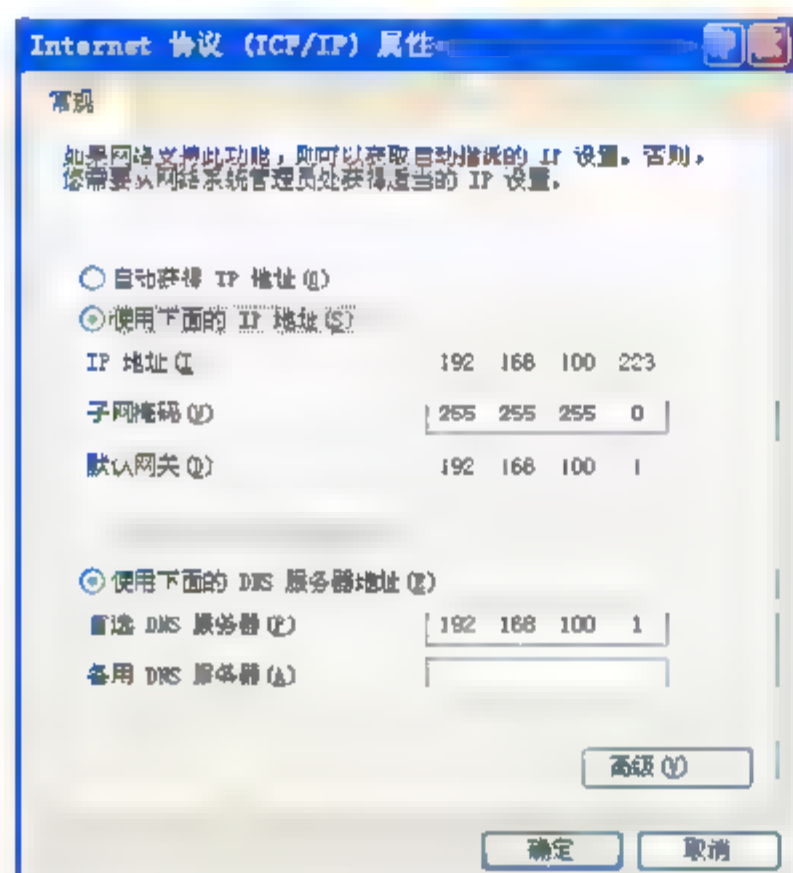 Internet 协议 (TCP/IP) 属性
常规
如果网络支持此功能，则可以获取自动指派的 IP 设置。否则，
您需要从网络系统管理员处获得适当的 IP 设置。
自动获得 IP 地址(O)
使用下面的 IP 地址(S)
IP 地址(I
192 168 100 223
子网掩码(U)
255 255 255 0
默认网关(D)
192 168 100 1
使用下面的 DNS 服务器地址(E)
首选 DNS 服务器(P)
192 168 100 1
备用 DNS 服务器(A)
高级(V)
确定
取消